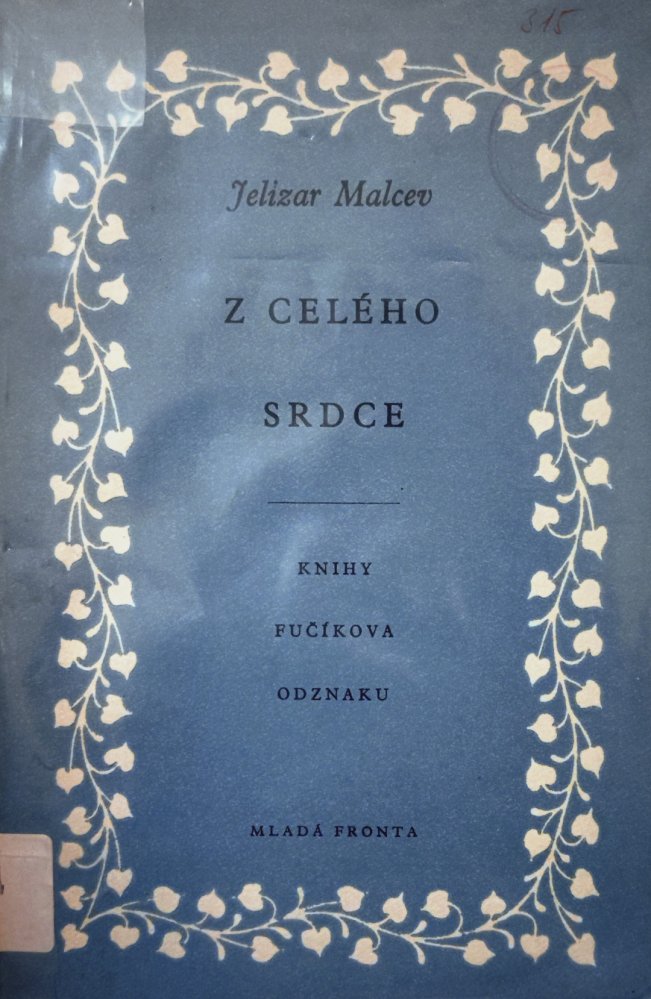 315
Jelizar Malcev
Z CELÉHO
SRDCE
KNIHY
FUČÍKOVA
ODZNAKU
MLADÁ FRONTA